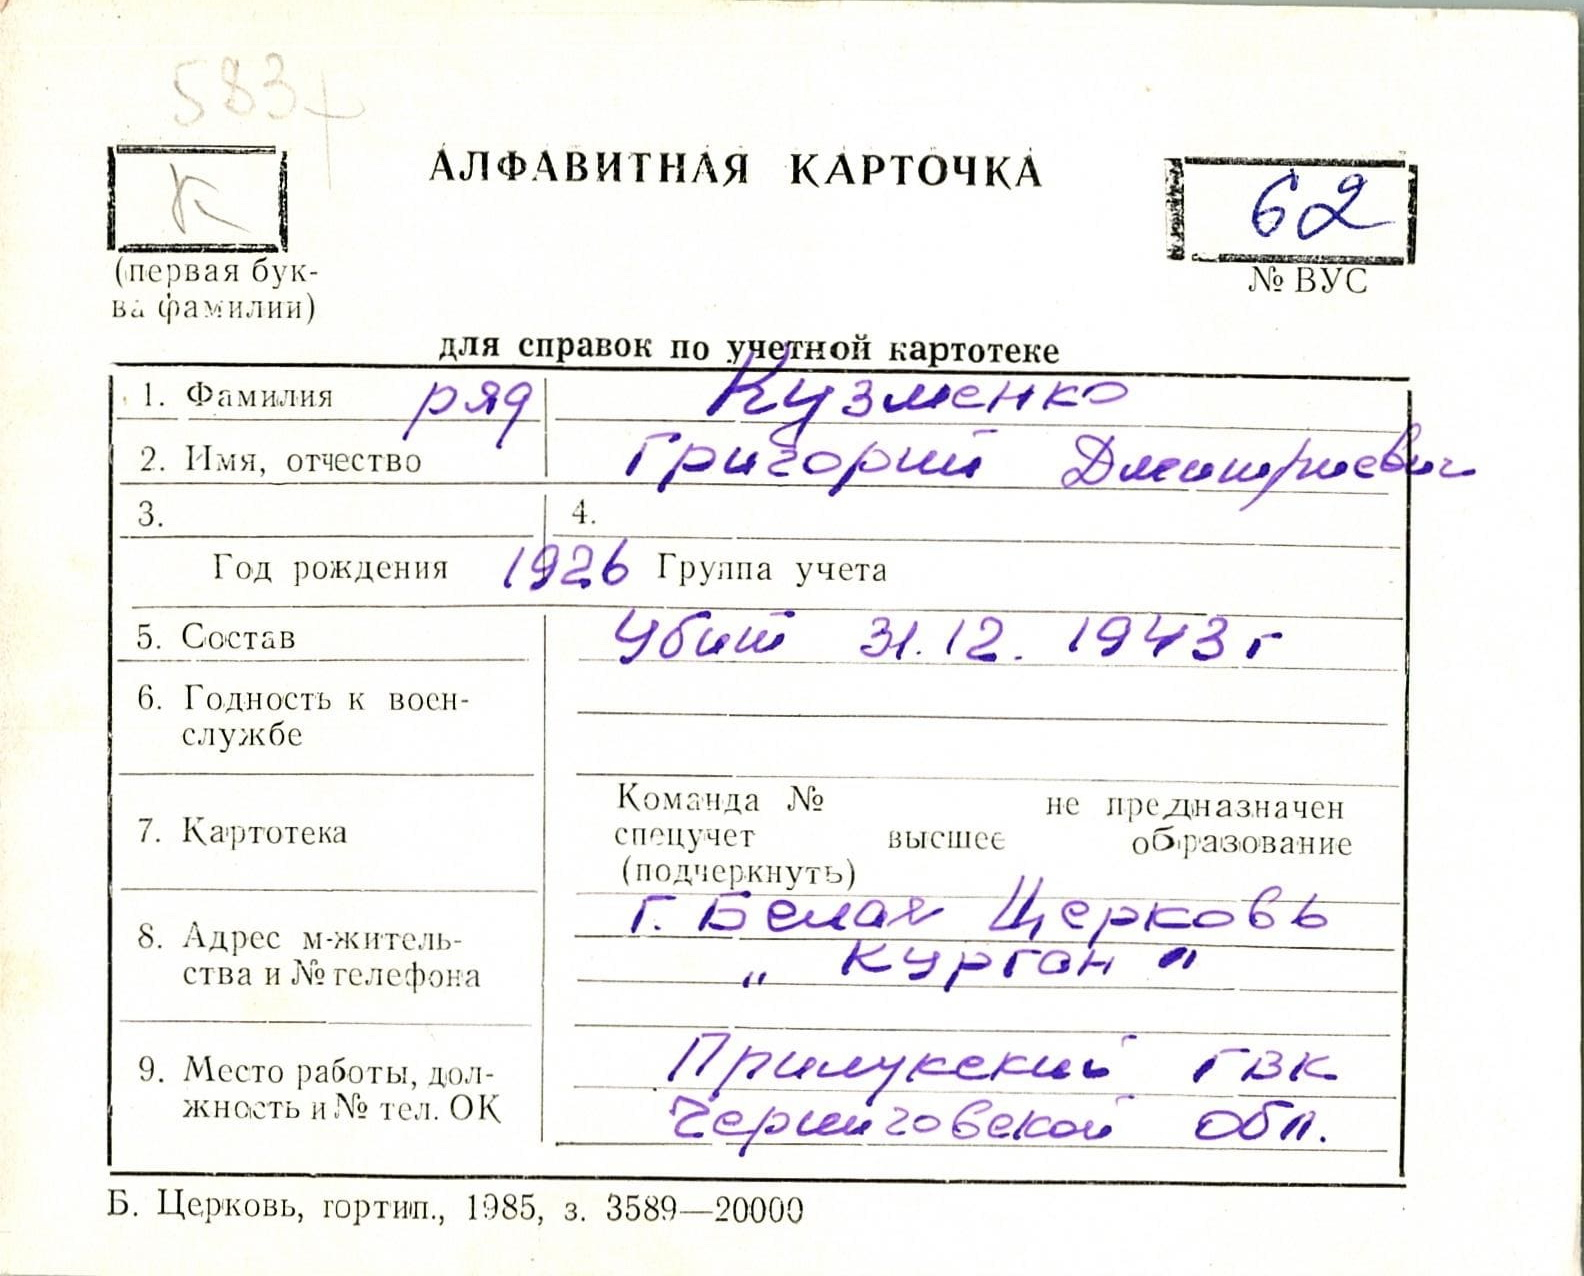 583
К
АЛФАВИТНАЯ КАРТОЧКА
62
(первая бук-
ва фамилии)
№ ВУС
для справок по учетной картотеке
1. Фамилия ряд Кузменко
2. Имя, отчество Григорий Дмитриевич
3. 4.
Год рождения 1926 Группа учета
5. Состав Убит 31.12.1943 г
6. Годность к воен-
службе
Команда № не предназначен
7. Картотека спецучет высшее образование
(подчеркнуть)
г. Белая Церковь
8. Адрес м-житель-
„ Курган "
ства и № телефона
Прилукский ГВК
9. Место работы, дол-
жность и № тел. ОК Черниговской обл.
Б. Церковь, гортип., 1985, з. 3589—20000